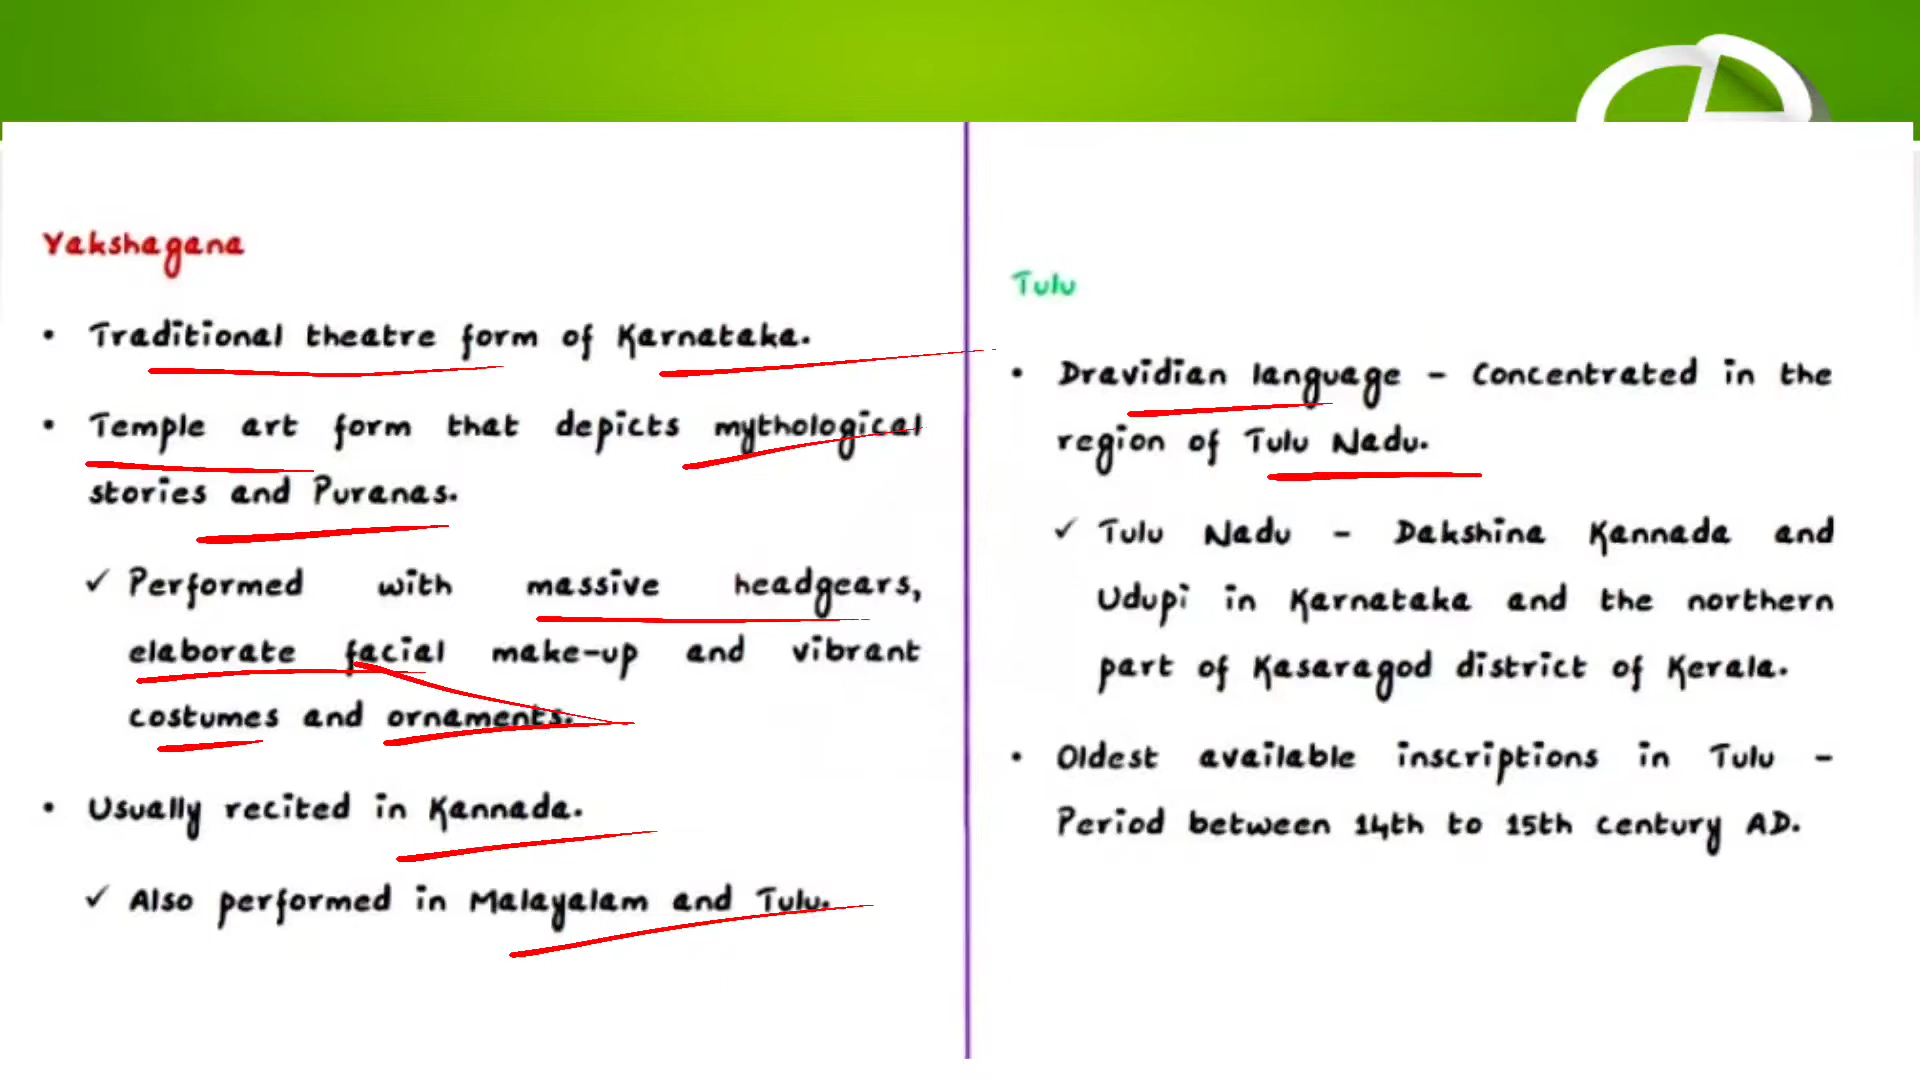 Yakshagana
• Traditional theatre form of Karnataka.
• Temple art form that depicts mythological
stories and Puranas.
✓ Performed with massive headgears,
elaborate facial make-up and vibrant
costumes and ornaments.
• Usually recited in Kannada.
✓ Also performed in Malayalam and Tulu.
Tulu
• Dravidian language - Concentrated in the
region of Tulu Nadu.
✓ Tulu Nadu - Dakshina Kannada and
Udupi in Karnataka and the northern
part of Kasaragod district of Kerala.
• Oldest available inscriptions in Tulu -
Period between 14th to 15th century AD.